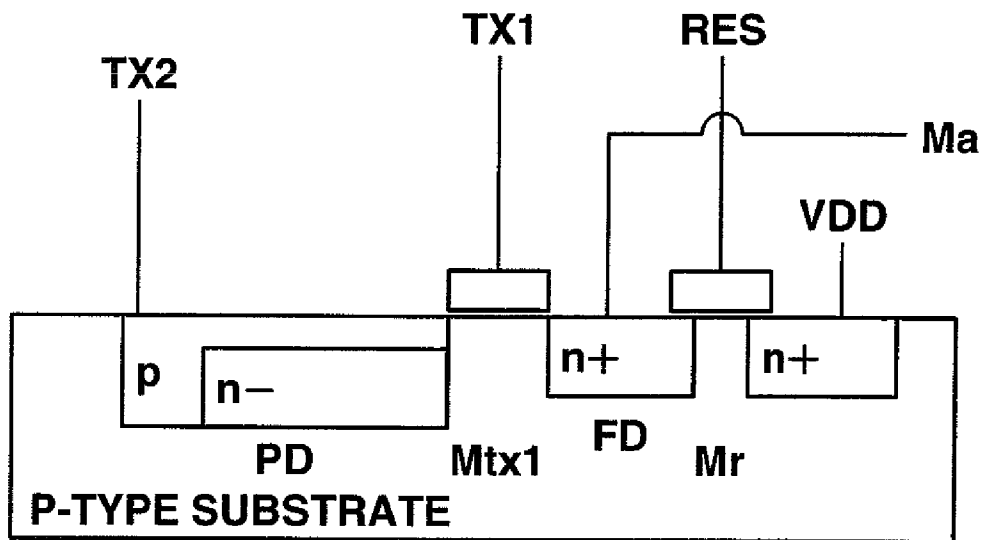 TX1
RES
TX2
Ma
VDD
p
n−
n+
n+
PD
Mtx1
FD
Mr
P-TYPE SUBSTRATE